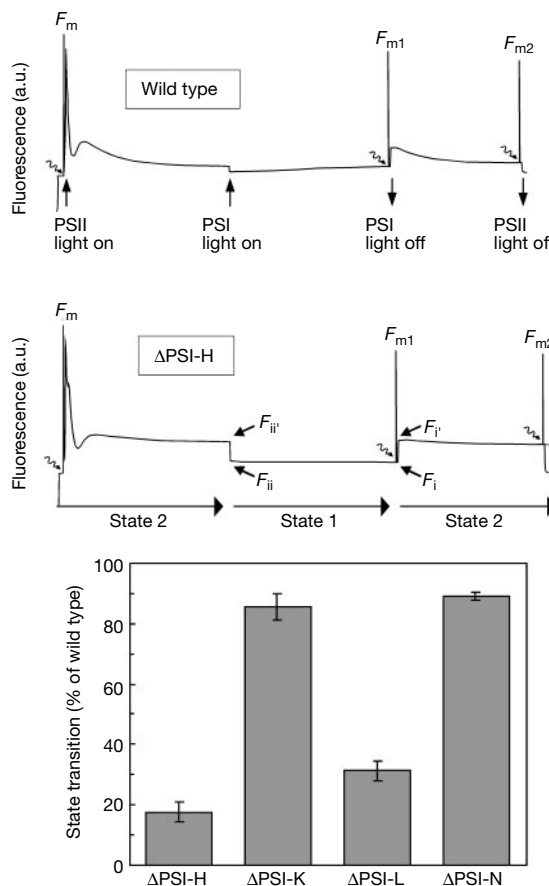 Fm
Fm1
Fm2
Wild type
Fluorescence (a.u.)
PSII
light on
PSI
light on
PSI
light off
PSII
light of
Fm
Fm1
Fm2
ΔPSI-H
Fluorescence (a.u.)
Fii'
Fi'
Fii
Fi
State 2
State 1
State 2
State transition (% of wild type)
100
80
60
40
20
0
ΔPSI-H
ΔPSI-K
ΔPSI-L
ΔPSI-N